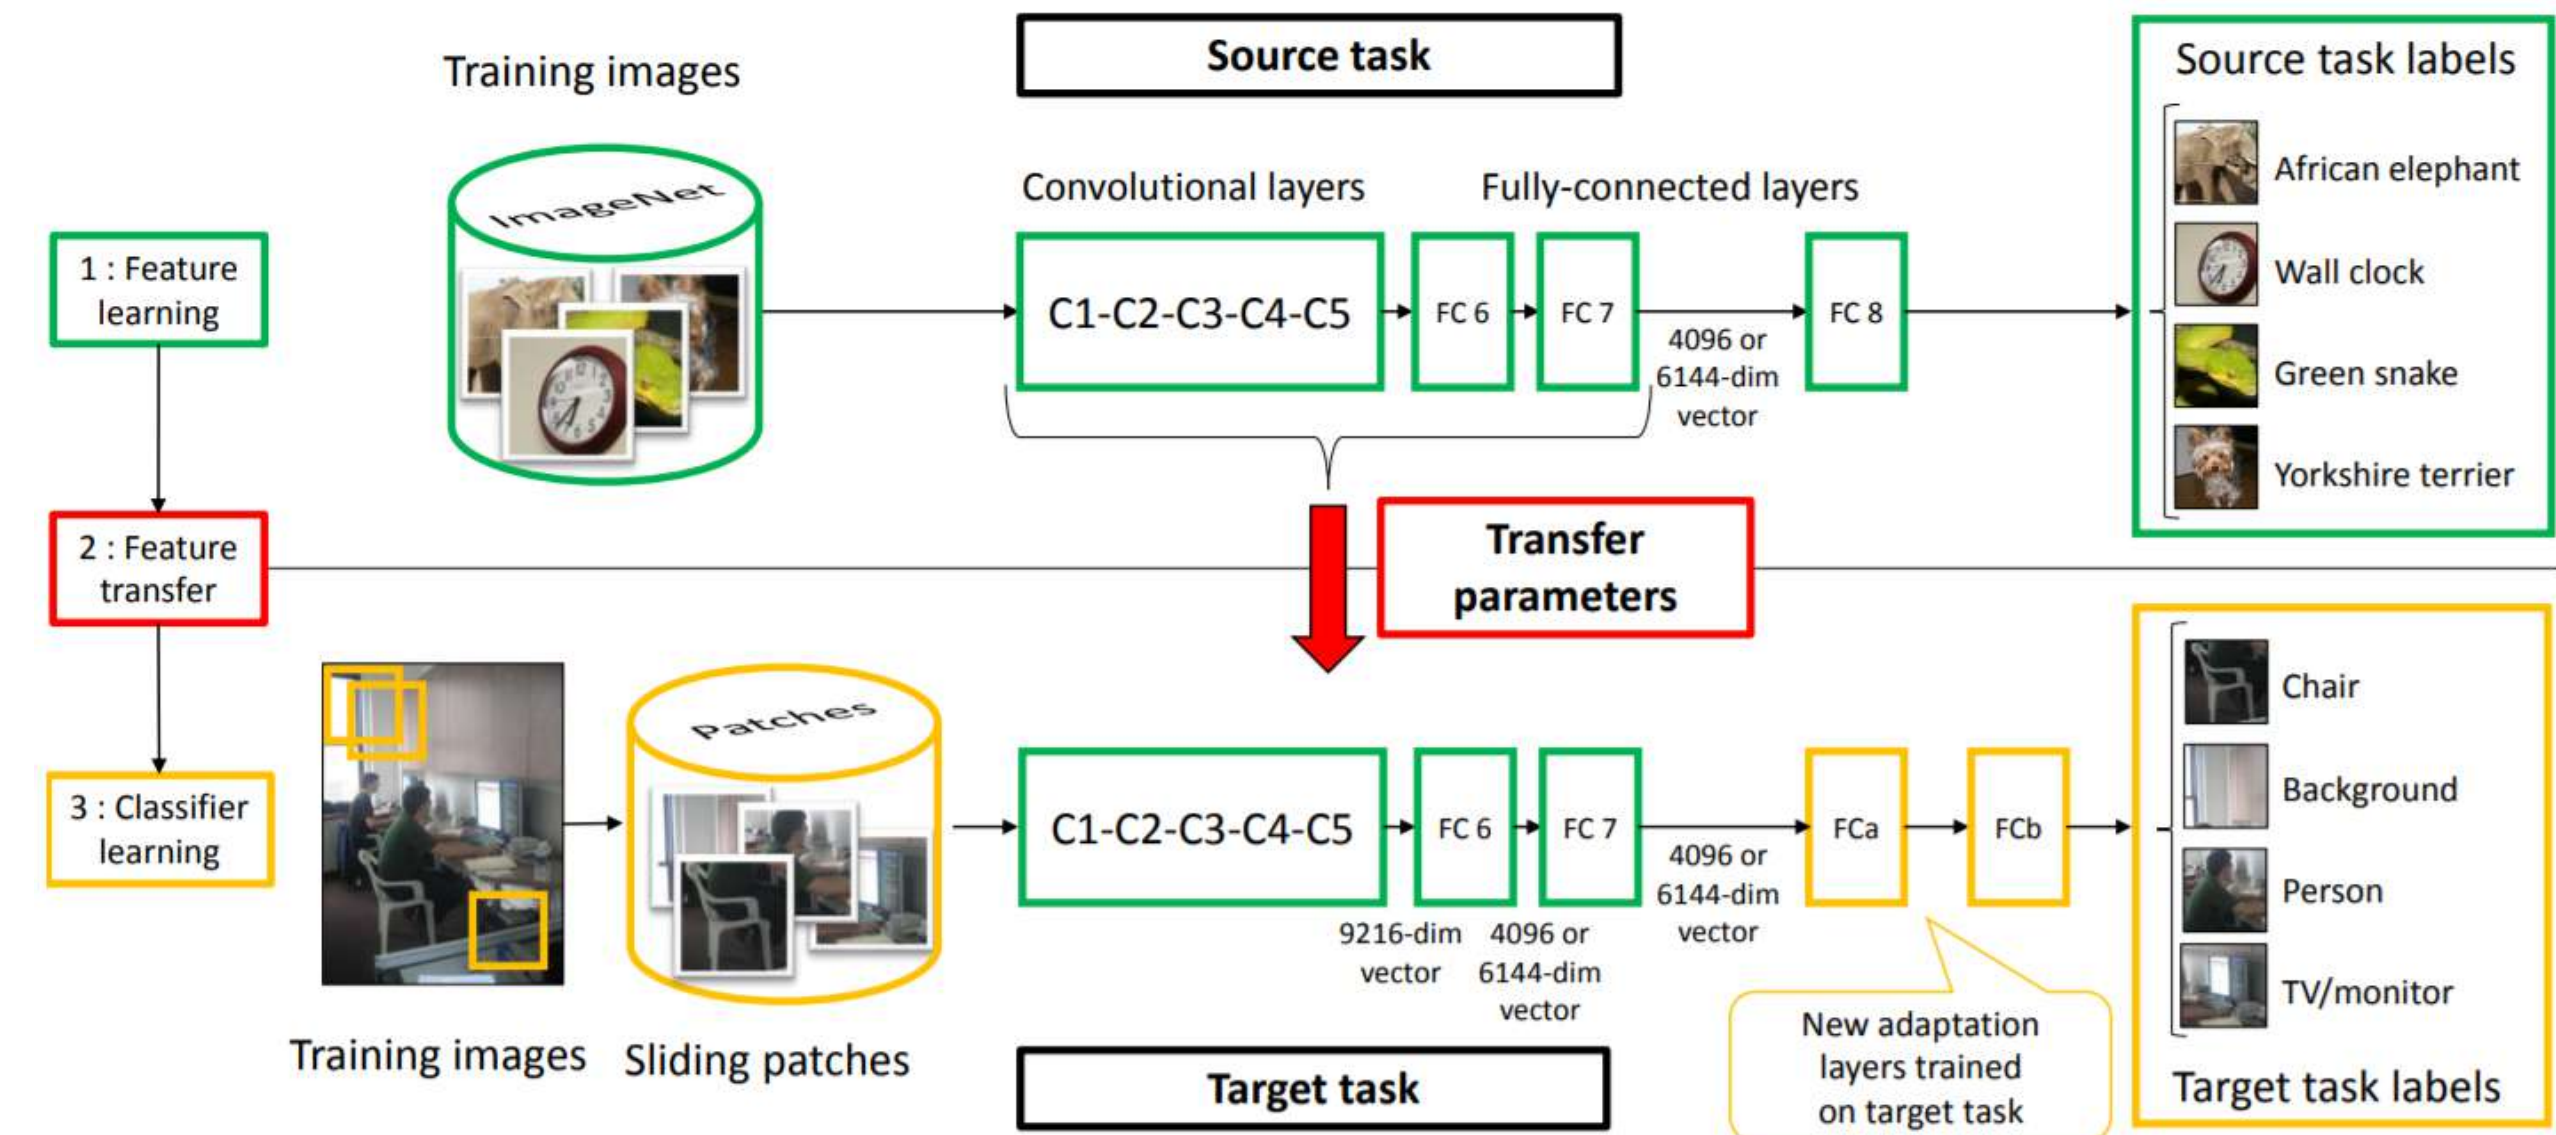 Training images
Source task
Source task labels
ImageNet
Convolutional layers
Fully-connected layers
1 : Feature
learning
C1-C2-C3-C4-C5
FC 6
FC 7
4096 or
6144-dim
vector
FC 8
African elephant
Wall clock
Green snake
Yorkshire terrier
2 : Feature
transfer
Transfer
parameters
3 : Classifier
learning
Training images
Patches
Sliding patches
C1-C2-C3-C4-C5
FC 6
FC 7
9216-dim
vector
4096 or
6144-dim
vector
4096 or
6144-dim
vector
FCa
FCb
New adaptation
layers trained
on target task
Target task
Chair
Background
Person
TV/monitor
Target task labels